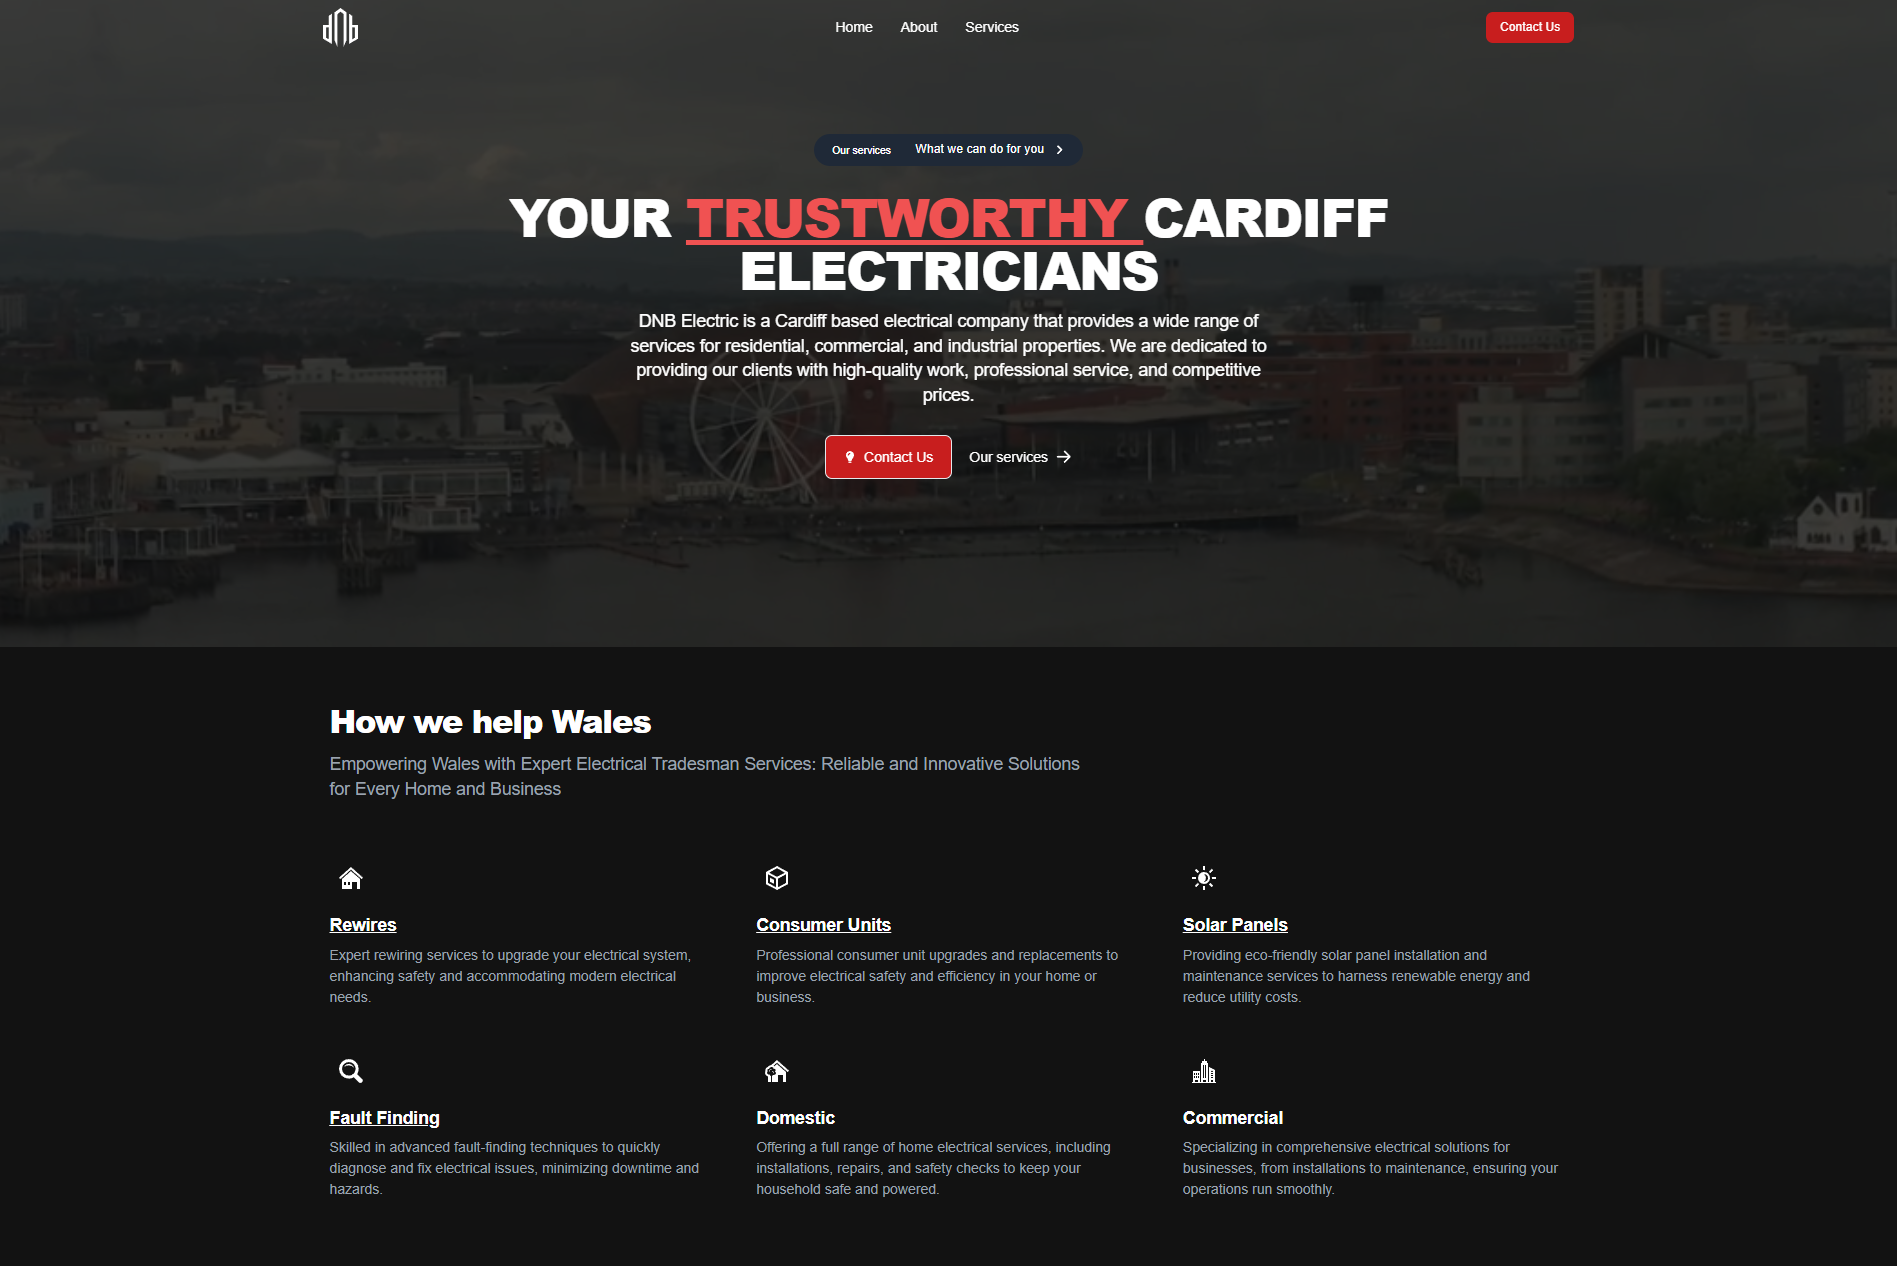 dnb
Home About Services
Contact Us
Our services What we can do for you
YOUR TRUSTWORTHY CARDIFF
ELECTRICIANS
DNB Electric is a Cardiff based electrical company that provides a wide range of
services for residential, commercial, and industrial properties. We are dedicated to
providing our clients with high-quality work, professional service, and competitive
prices.
Contact Us
Our services
How we help Wales
Empowering Wales with Expert Electrical Tradesman Services: Reliable and Innovative Solutions
for Every Home and Business
Rewires
Expert rewiring services to upgrade your electrical system,
enhancing safety and accommodating modern electrical
needs.
Consumer Units
Professional consumer unit upgrades and replacements to
improve electrical safety and efficiency in your home or
business.
Solar Panels
Providing eco-friendly solar panel installation and
maintenance services to harness renewable energy and
reduce utility costs.
Fault Finding
Skilled in advanced fault-finding techniques to quickly
diagnose and fix electrical issues, minimizing downtime and
hazards.
Domestic
Offering a full range of home electrical services, including
installations, repairs, and safety checks to keep your
household safe and powered.
Commercial
Specializing in comprehensive electrical solutions for
businesses, from installations to maintenance, ensuring your
operations run smoothly.